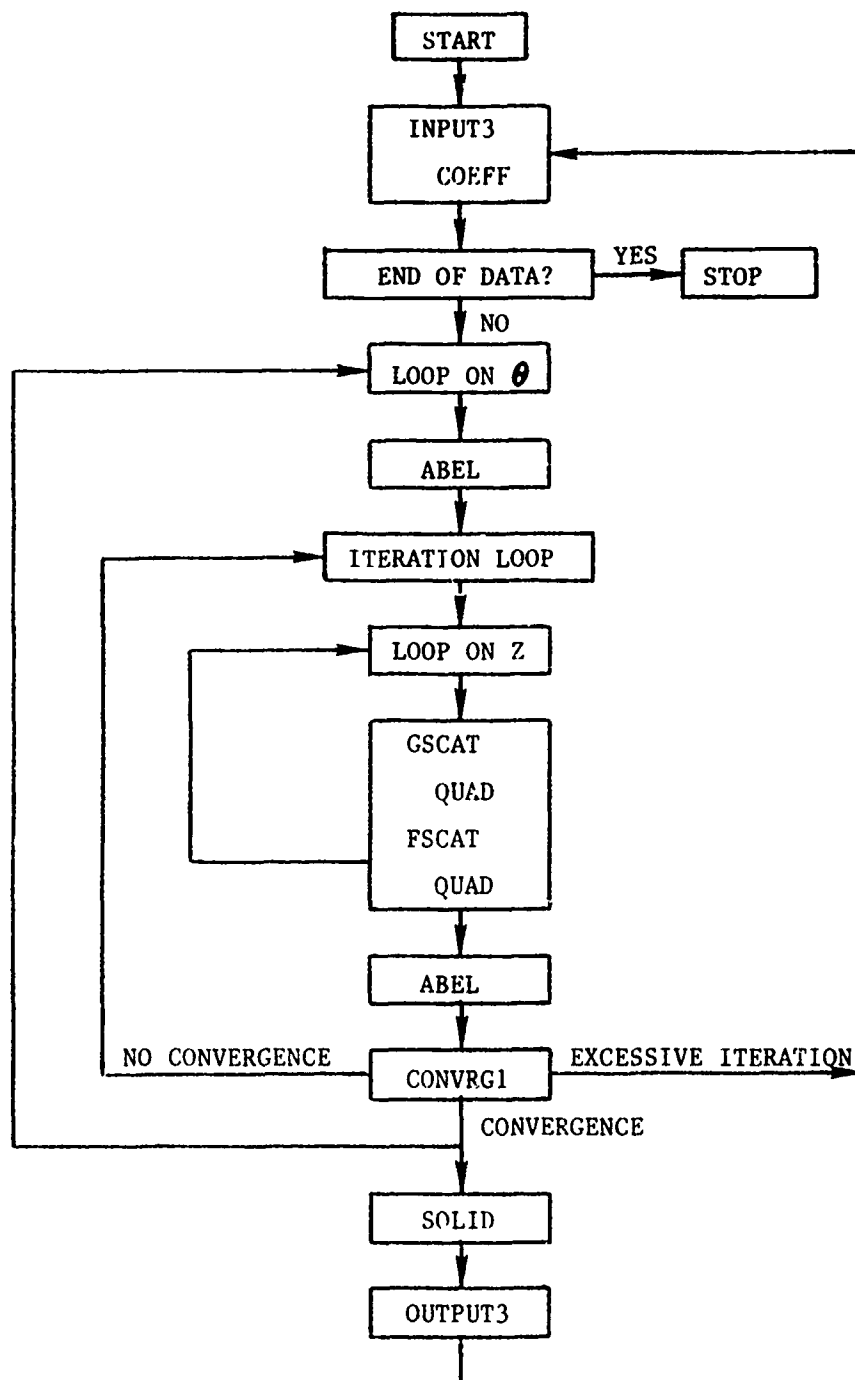 START
INPUT3
COEFF
END OF DATA?
YES
STOP
NO
LOOP ON θ
ABEL
ITERATION LOOP
LOOP ON Z
GSCAT
QUAD
FSCAT
QUAD
ABEL
NO CONVERGENCE
CONVRG1
EXCESSIVE ITERATION
CONVERGENCE
SOLID
OUTPUT3